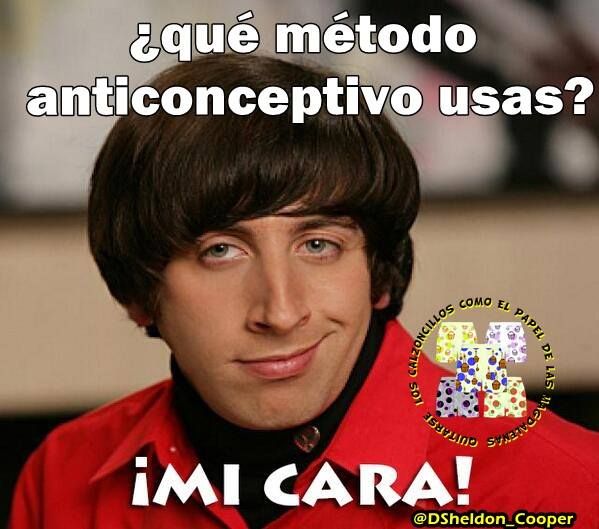 ¿qué método
anticonceptivo usas?
QUITARSE LOS CALZONCILLOS COMO EL PAPEL DE LAS MAGDALENAS
¡MI CARA!
@DSheldon_Cooper